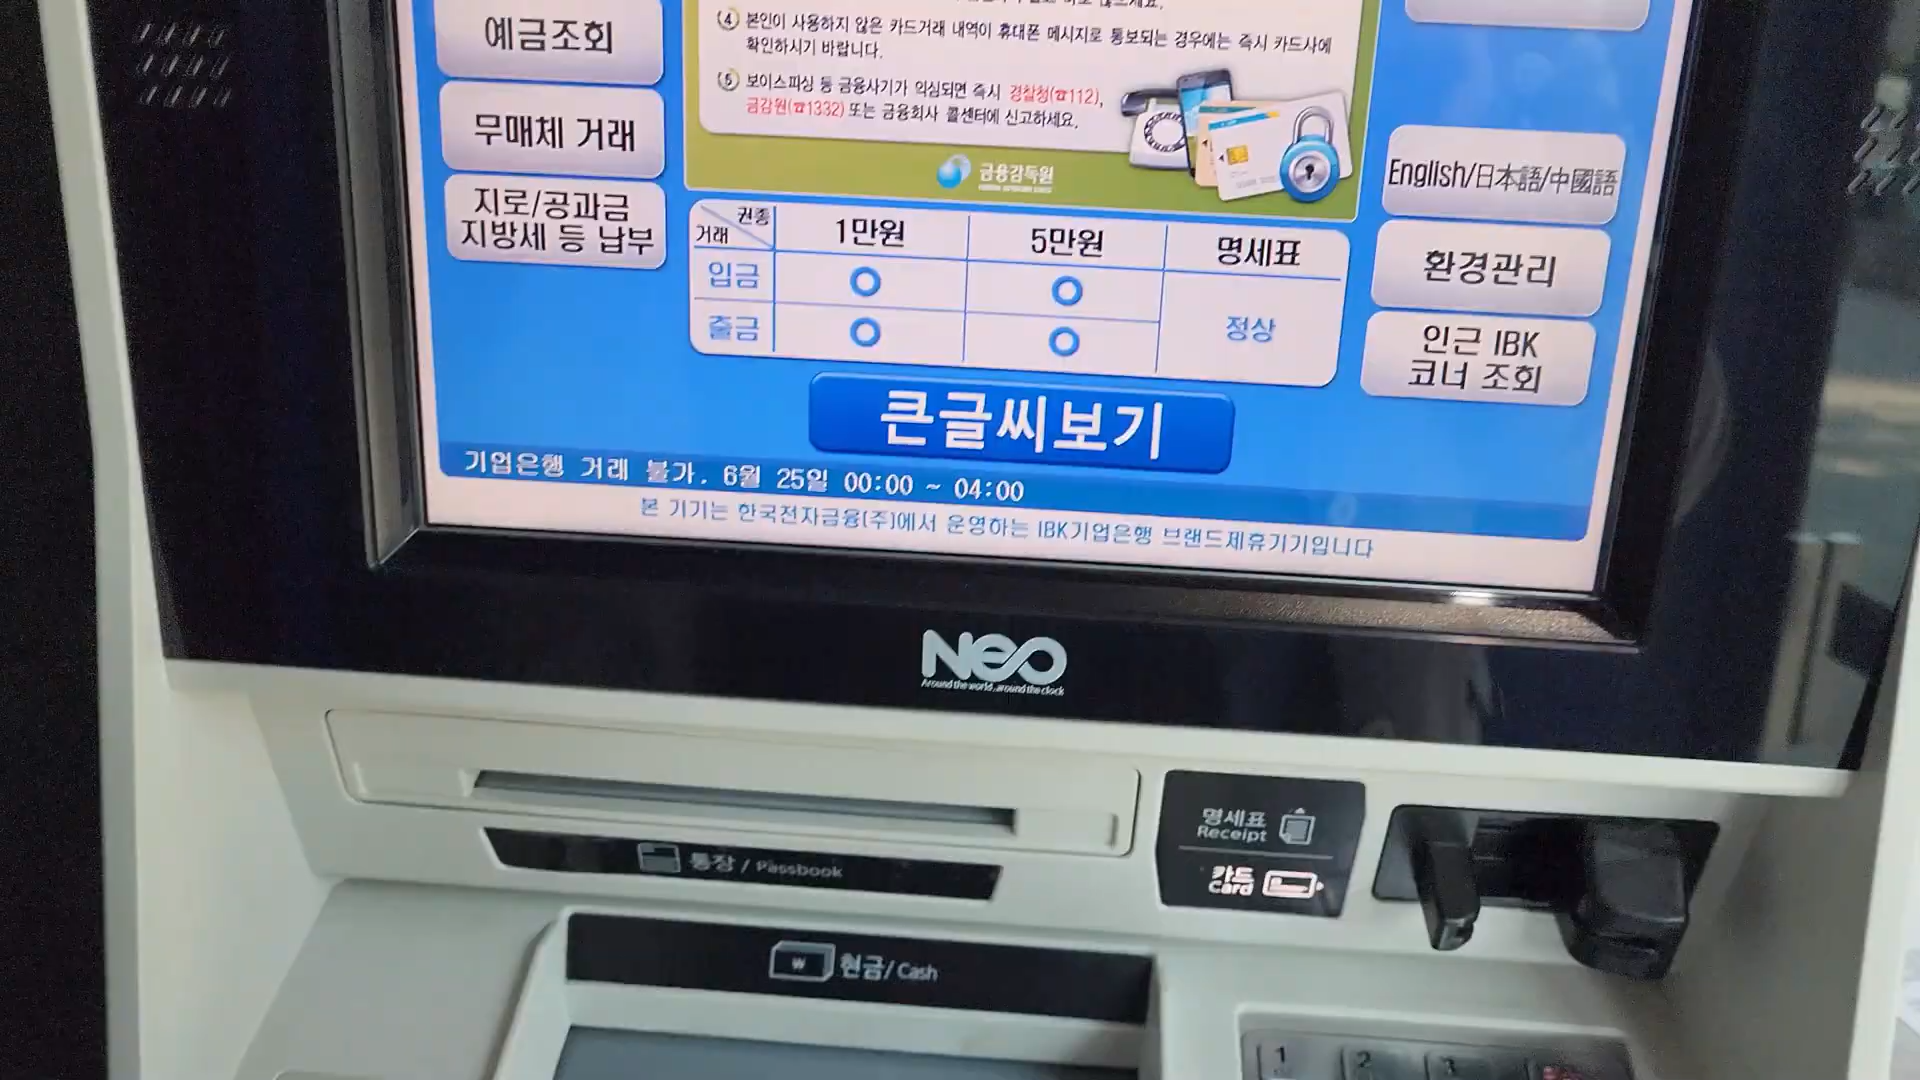 예금조회
무매체 거래
지로/공과금
지방세 등 납부
④ 본인이 사용하지 않은 카드거래 내역이 휴대폰 메시지로 통보되는 경우에는 즉시 카드사에
확인하시기 바랍니다.
⑤ 보이스피싱 등 금융사기가 의심되면 즉시 경찰청(☎112),
금감원(☎1332) 또는 금융회사 콜센터에 신고하세요.
금융감독원
English/日本語/中國語
환경관리
인근 IBK
코너 조회
권종
거래
1만원 5만원 명세표
입금
출금
정상
큰글씨보기
기업은행 거래 불가. 6월 25일 00:00 ~ 04:00
본 기기는 한국전자금융(주)에서 운영하는 IBK기업은행 브랜드제휴기기입니다
Neo
Around the world, around the clock
명세표
Receipt
카드
Card
통장 / Passbook
₩ 현금/ Cash
1 2 3